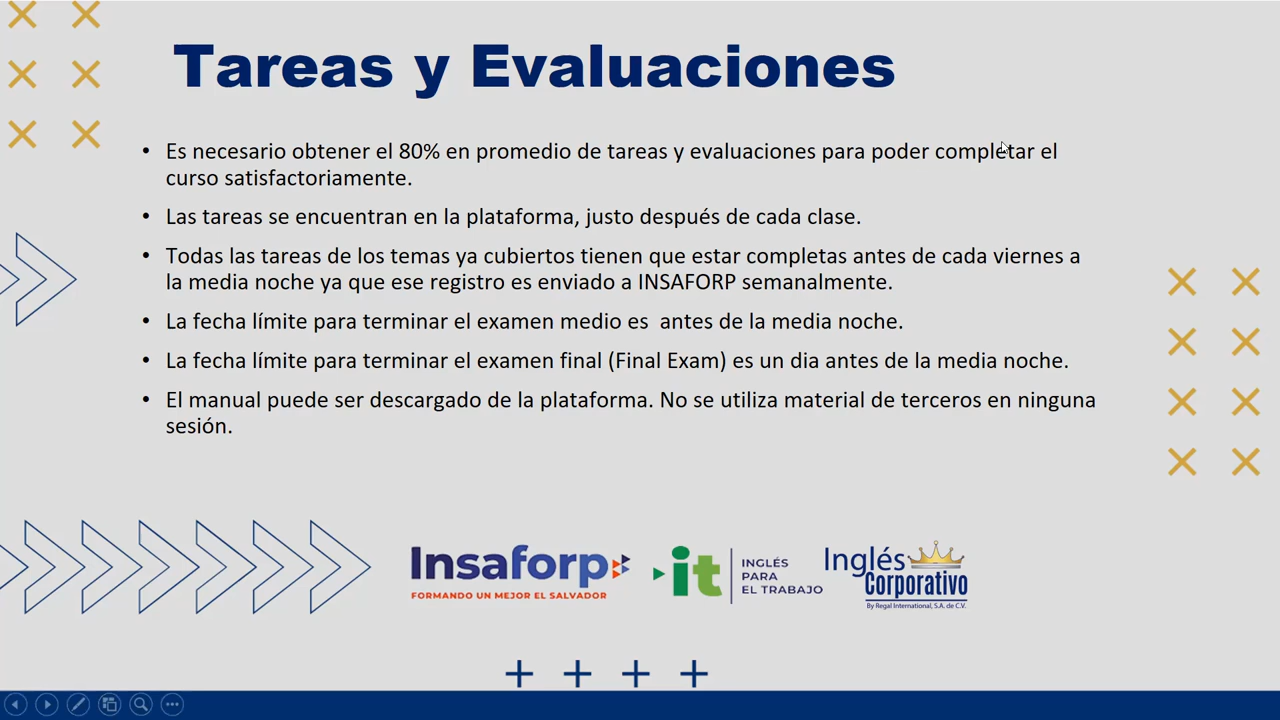 Tareas y Evaluaciones
• Es necesario obtener el 80% en promedio de tareas y evaluaciones para poder completar el
curso satisfactoriamente.
• Las tareas se encuentran en la plataforma, justo después de cada clase.
• Todas las tareas de los temas ya cubiertos tienen que estar completas antes de cada viernes a
la media noche ya que ese registro es enviado a INSAFORP semanalmente.
• La fecha límite para terminar el examen medio es  antes de la media noche.
• La fecha límite para terminar el examen final (Final Exam) es un dia antes de la media noche.
• El manual puede ser descargado de la plataforma. No se utiliza material de terceros en ninguna
sesión.
Insaforp
FORMANDO UN MEJOR EL SALVADOR
it
INGLÉS
PARA
EL TRABAJO
Inglés
Corporativo
By Regal International, S.A. de C.V.